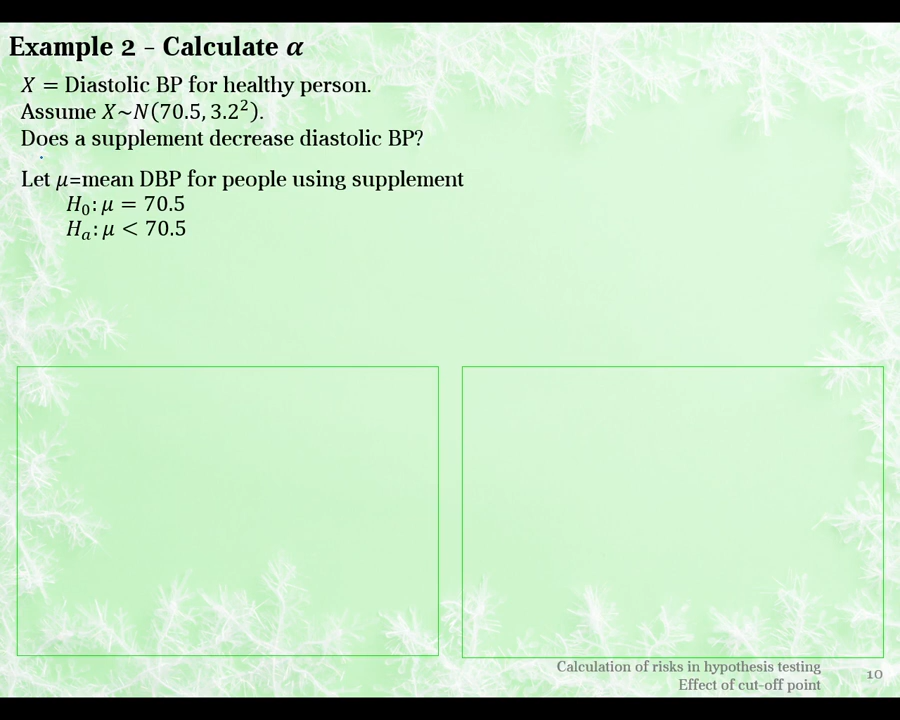 Example 2 – Calculate α
X = Diastolic BP for healthy person.
Assume X~N(70.5, 3.2²).
Does a supplement decrease diastolic BP?
Let μ=mean DBP for people using supplement
H₀: μ = 70.5
Hₐ: μ < 70.5
Calculation of risks in hypothesis testing
Effect of cut-off point
10